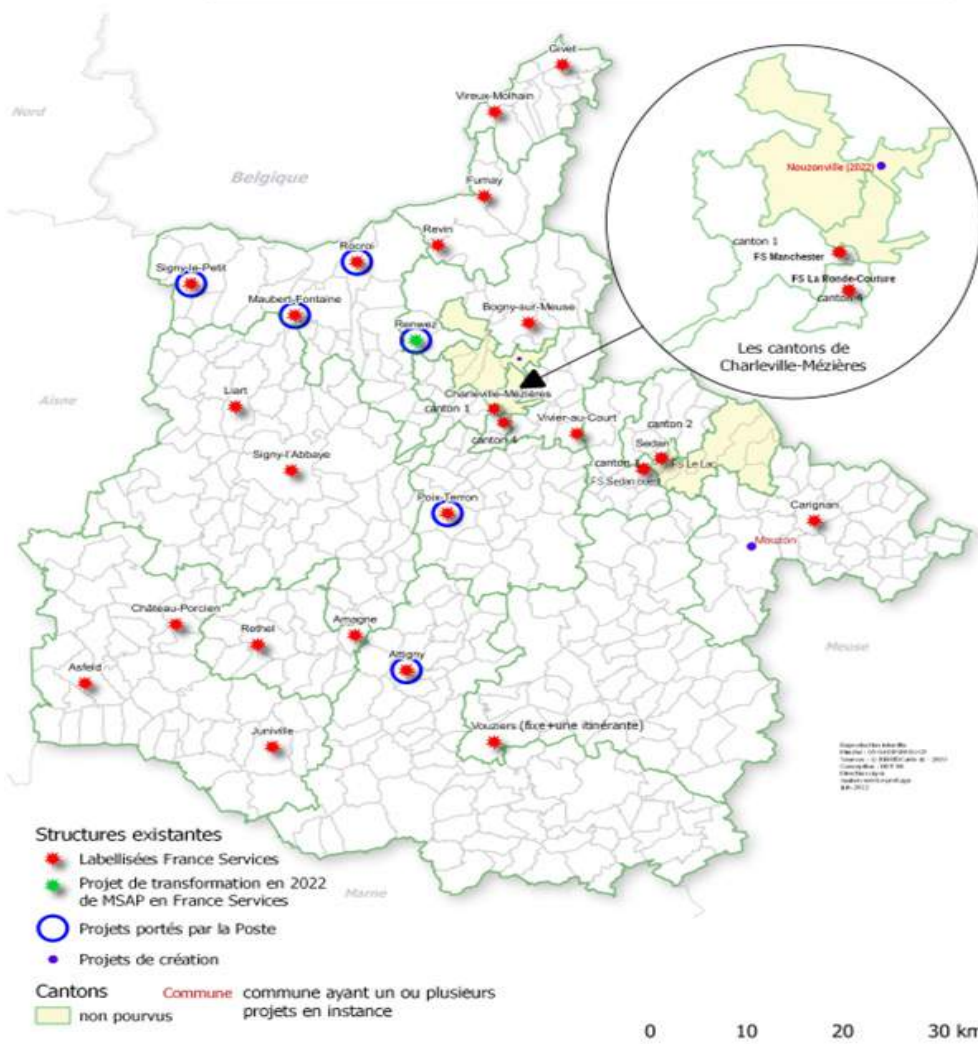 Givet
Vireux-Molhain
Nord
Belgique
Fumay
Nouzonville (2022)
Revin
Rocroi
canton 1
FS Manchester
Signy-le-Petit
FS La Ronde-Couture
canton 4
Maubert-Fontaine
Bogny-sur-Meuse
Renwez
Les cantons de
Charleville-Mézières
Aisne
Liart
Charleville-Mézières
canton 1
Vivier-au-Court
canton 2
canton 4
Sedan
Signy-l'Abbaye
FS Le Lac
FS Sedan ouest
Poix-Terron
Carignan
Mouzon
Château-Porcien
Amagne
Rethel
Meuse
Attigny
Asfeld
Vouziers (fixe+une itinérante)
Juniville
Structures existantes
Labellisées France Services
Projet de transformation en 2022
de MSAP en France Services
Marne
Projets portés par la Poste
Projets de création
Cantons
non pourvus
Commune commune ayant un ou plusieurs
projets en instance
0 10 20 30 km